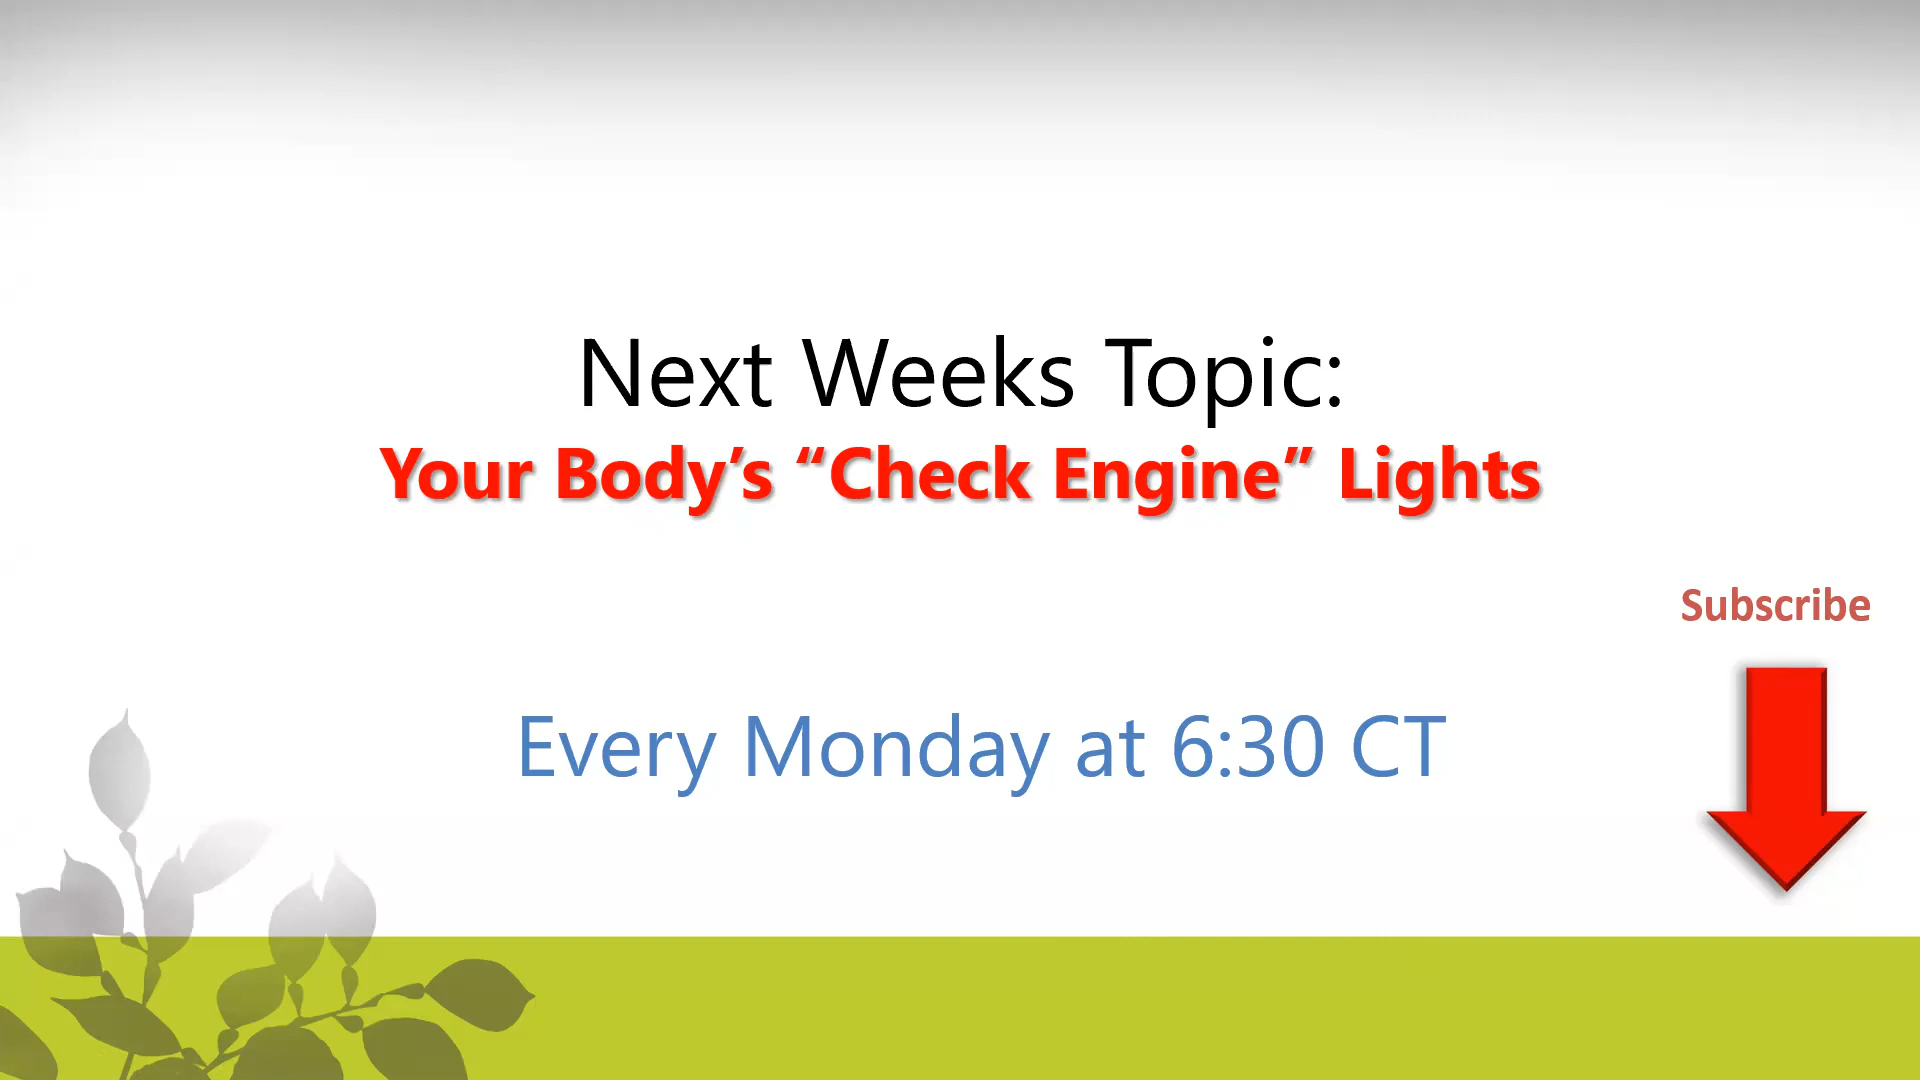 Next Weeks Topic:
Your Body’s “Check Engine” Lights
Subscribe
Every Monday at 6:30 CT